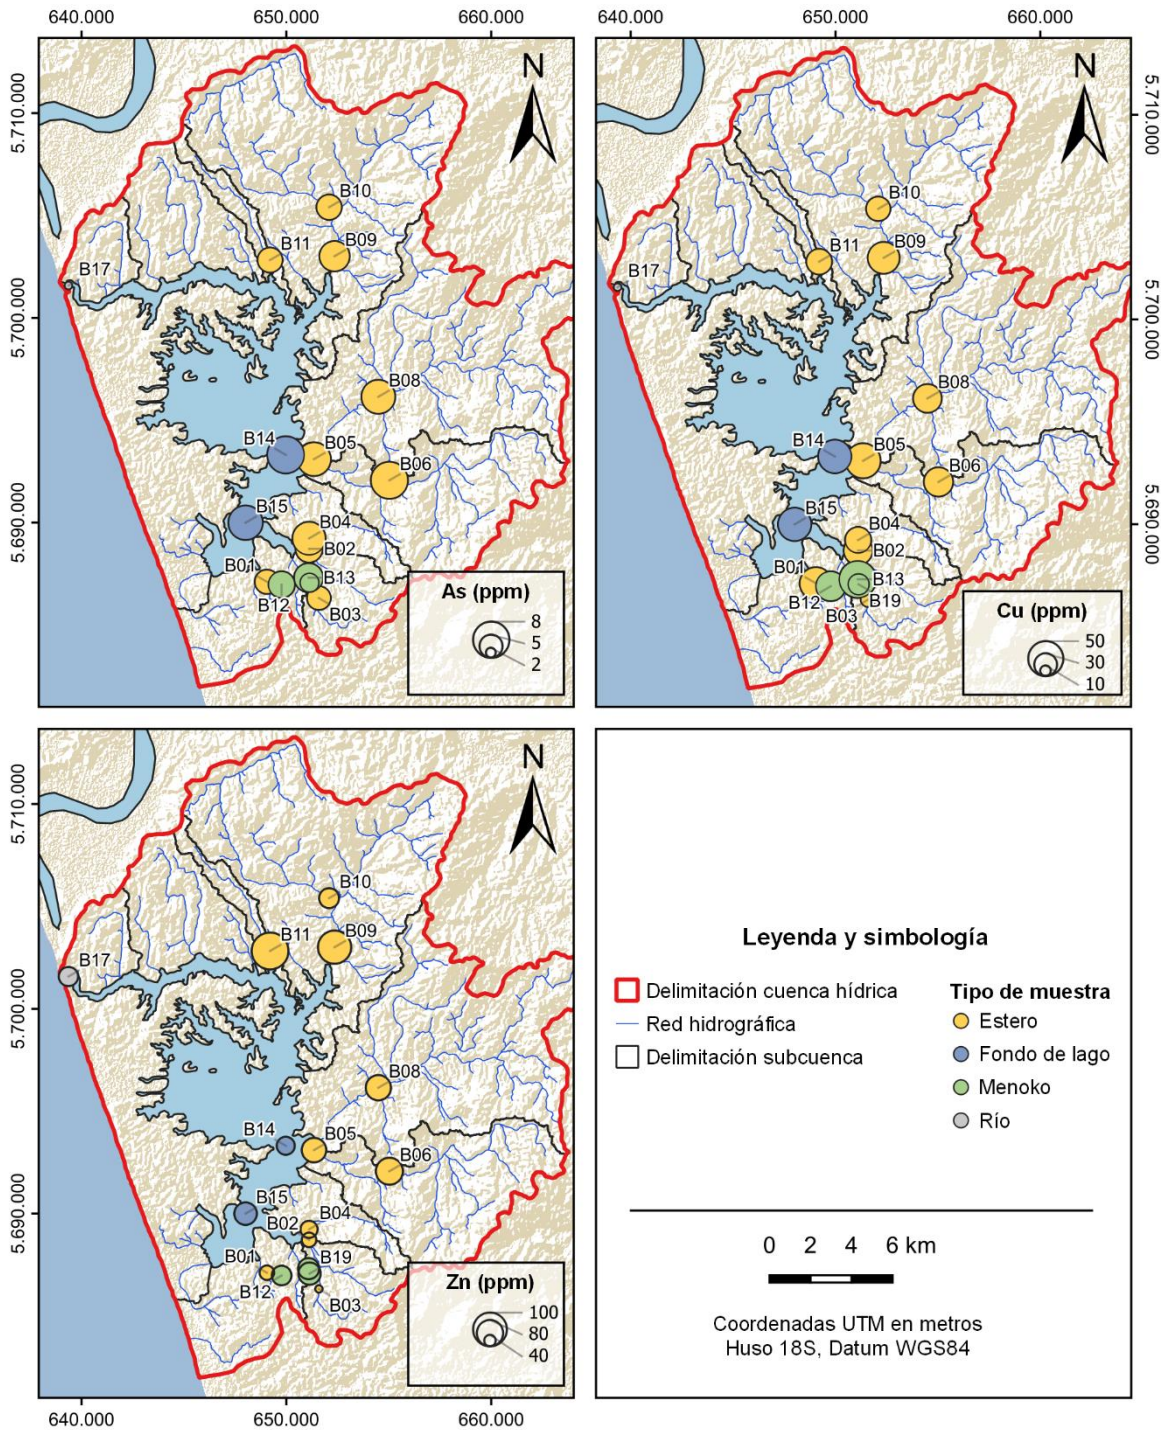 640.000
650.000
660.000
640.000
650.000
660.000
5.710.000
5.700.000
5.690.000
N
B10
B11
B09
B17
B08
B14
B05
B06
B15
B04
B02
B01
B13
B12
B03
As (ppm)
8
5
2
N
B10
B11
B09
B17
B08
B14
B05
B06
B15
B04
B02
B01
B13
B12
B19
B03
Cu (ppm)
50
30
10
5.710.000
5.700.000
5.690.000
5.710.000
5.700.000
5.690.000
N
B10
B11
B09
B17
B08
B14
B05
B06
B15
B02
B04
B01
B19
B12
B03
Zn (ppm)
100
80
40
640.000
650.000
660.000
Leyenda y simbología
Delimitación cuenca hídrica
Red hidrográfica
Delimitación subcuenca
Tipo de muestra
Estero
Fondo de lago
Menoko
Río
0 2 4 6 km
Coordenadas UTM en metros
Huso 18S, Datum WGS84